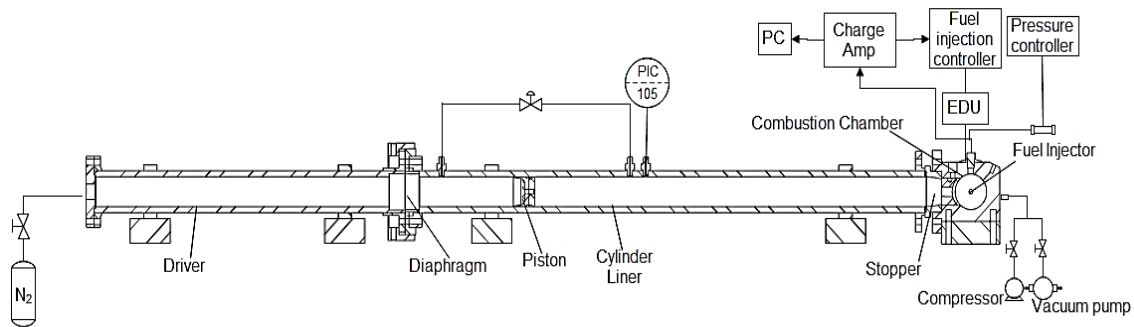 PC
Charge
Amp
Fuel
injection
controller
Pressure
controller
PIC
105
EDU
Combustion Chamber
Fuel Injector
Driver
Diaphragm
Piston
Cylinder
Liner
Stopper
N2
Compressor
Vacuum pump